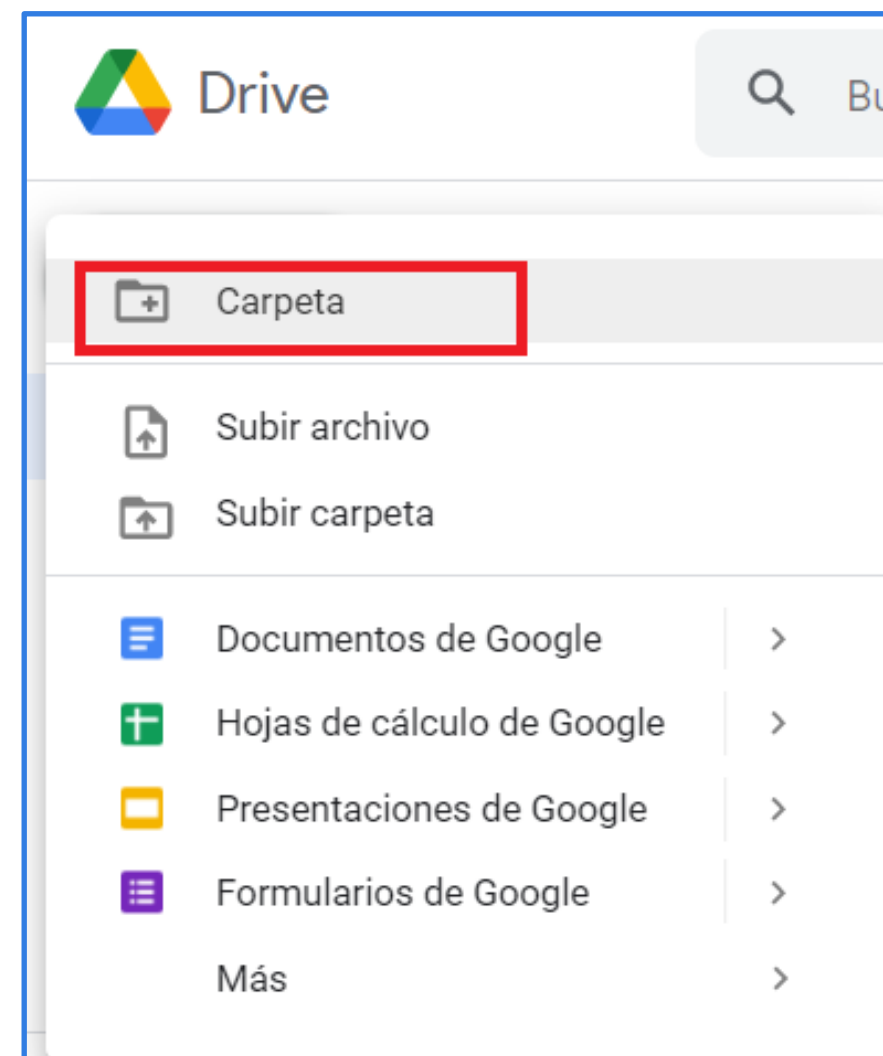 Drive
Bu
Carpeta
Subir archivo
Subir carpeta
Documentos de Google
Hojas de cálculo de Google
Presentaciones de Google
Formularios de Google
Más